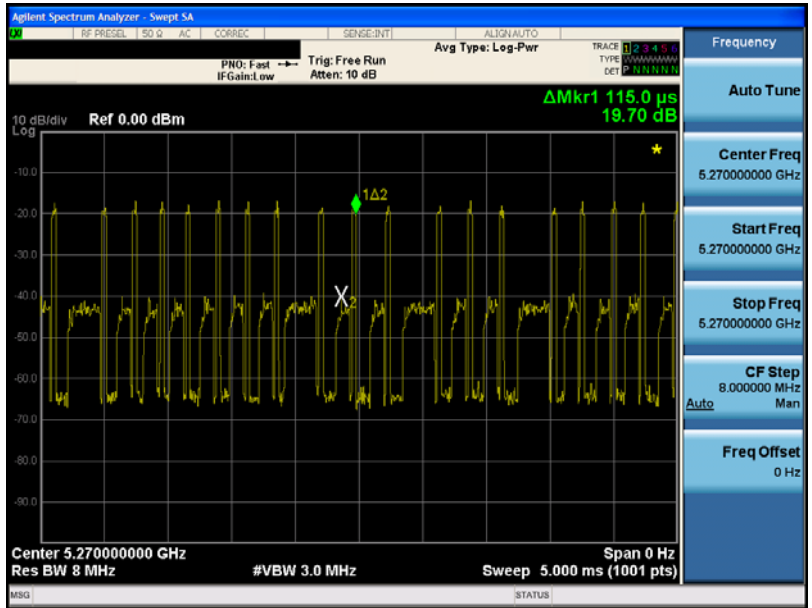 Agilent Spectrum Analyzer - Swept SA
LXI RF PRESEL 50 Ω AC CORREC SENSE:INT ALIGNAUTO
PNO: Fast
IFGain:Low
Trig: Free Run
Atten: 10 dB
Avg Type: Log-Pwr
TRACE 1 2 3 4 5 6
TYPE WWWWWW
DET P N N N N N
ΔMkr1 115.0 µs
19.70 dB
10 dB/div Ref 0.00 dBm
Log
-10.0
-20.0
-30.0
-40.0
-50.0
-60.0
-70.0
-80.0
-90.0
1Δ2
X2
*
Center 5.270000000 GHz Span 0 Hz
Res BW 8 MHz #VBW 3.0 MHz Sweep 5.000 ms (1001 pts)
MSG STATUS
Frequency
Auto Tune
Center Freq
5.270000000 GHz
Start Freq
5.270000000 GHz
Stop Freq
5.270000000 GHz
CF Step
8.000000 MHz
Auto Man
Freq Offset
0 Hz